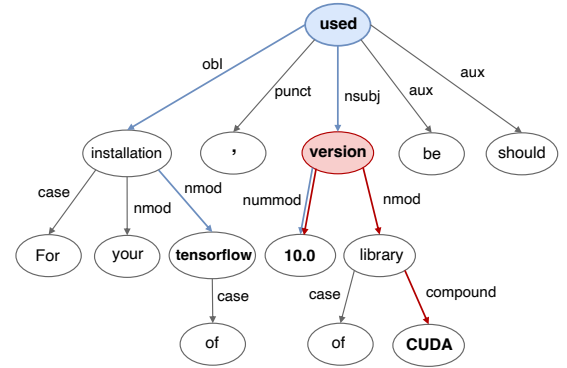 used
obl
punct
nsubj
aux
aux
installation
,
version
be
should
case
nmod
nmod
nummod
nmod
For
your
tensorflow
10.0
library
case
case
compound
of
of
CUDA